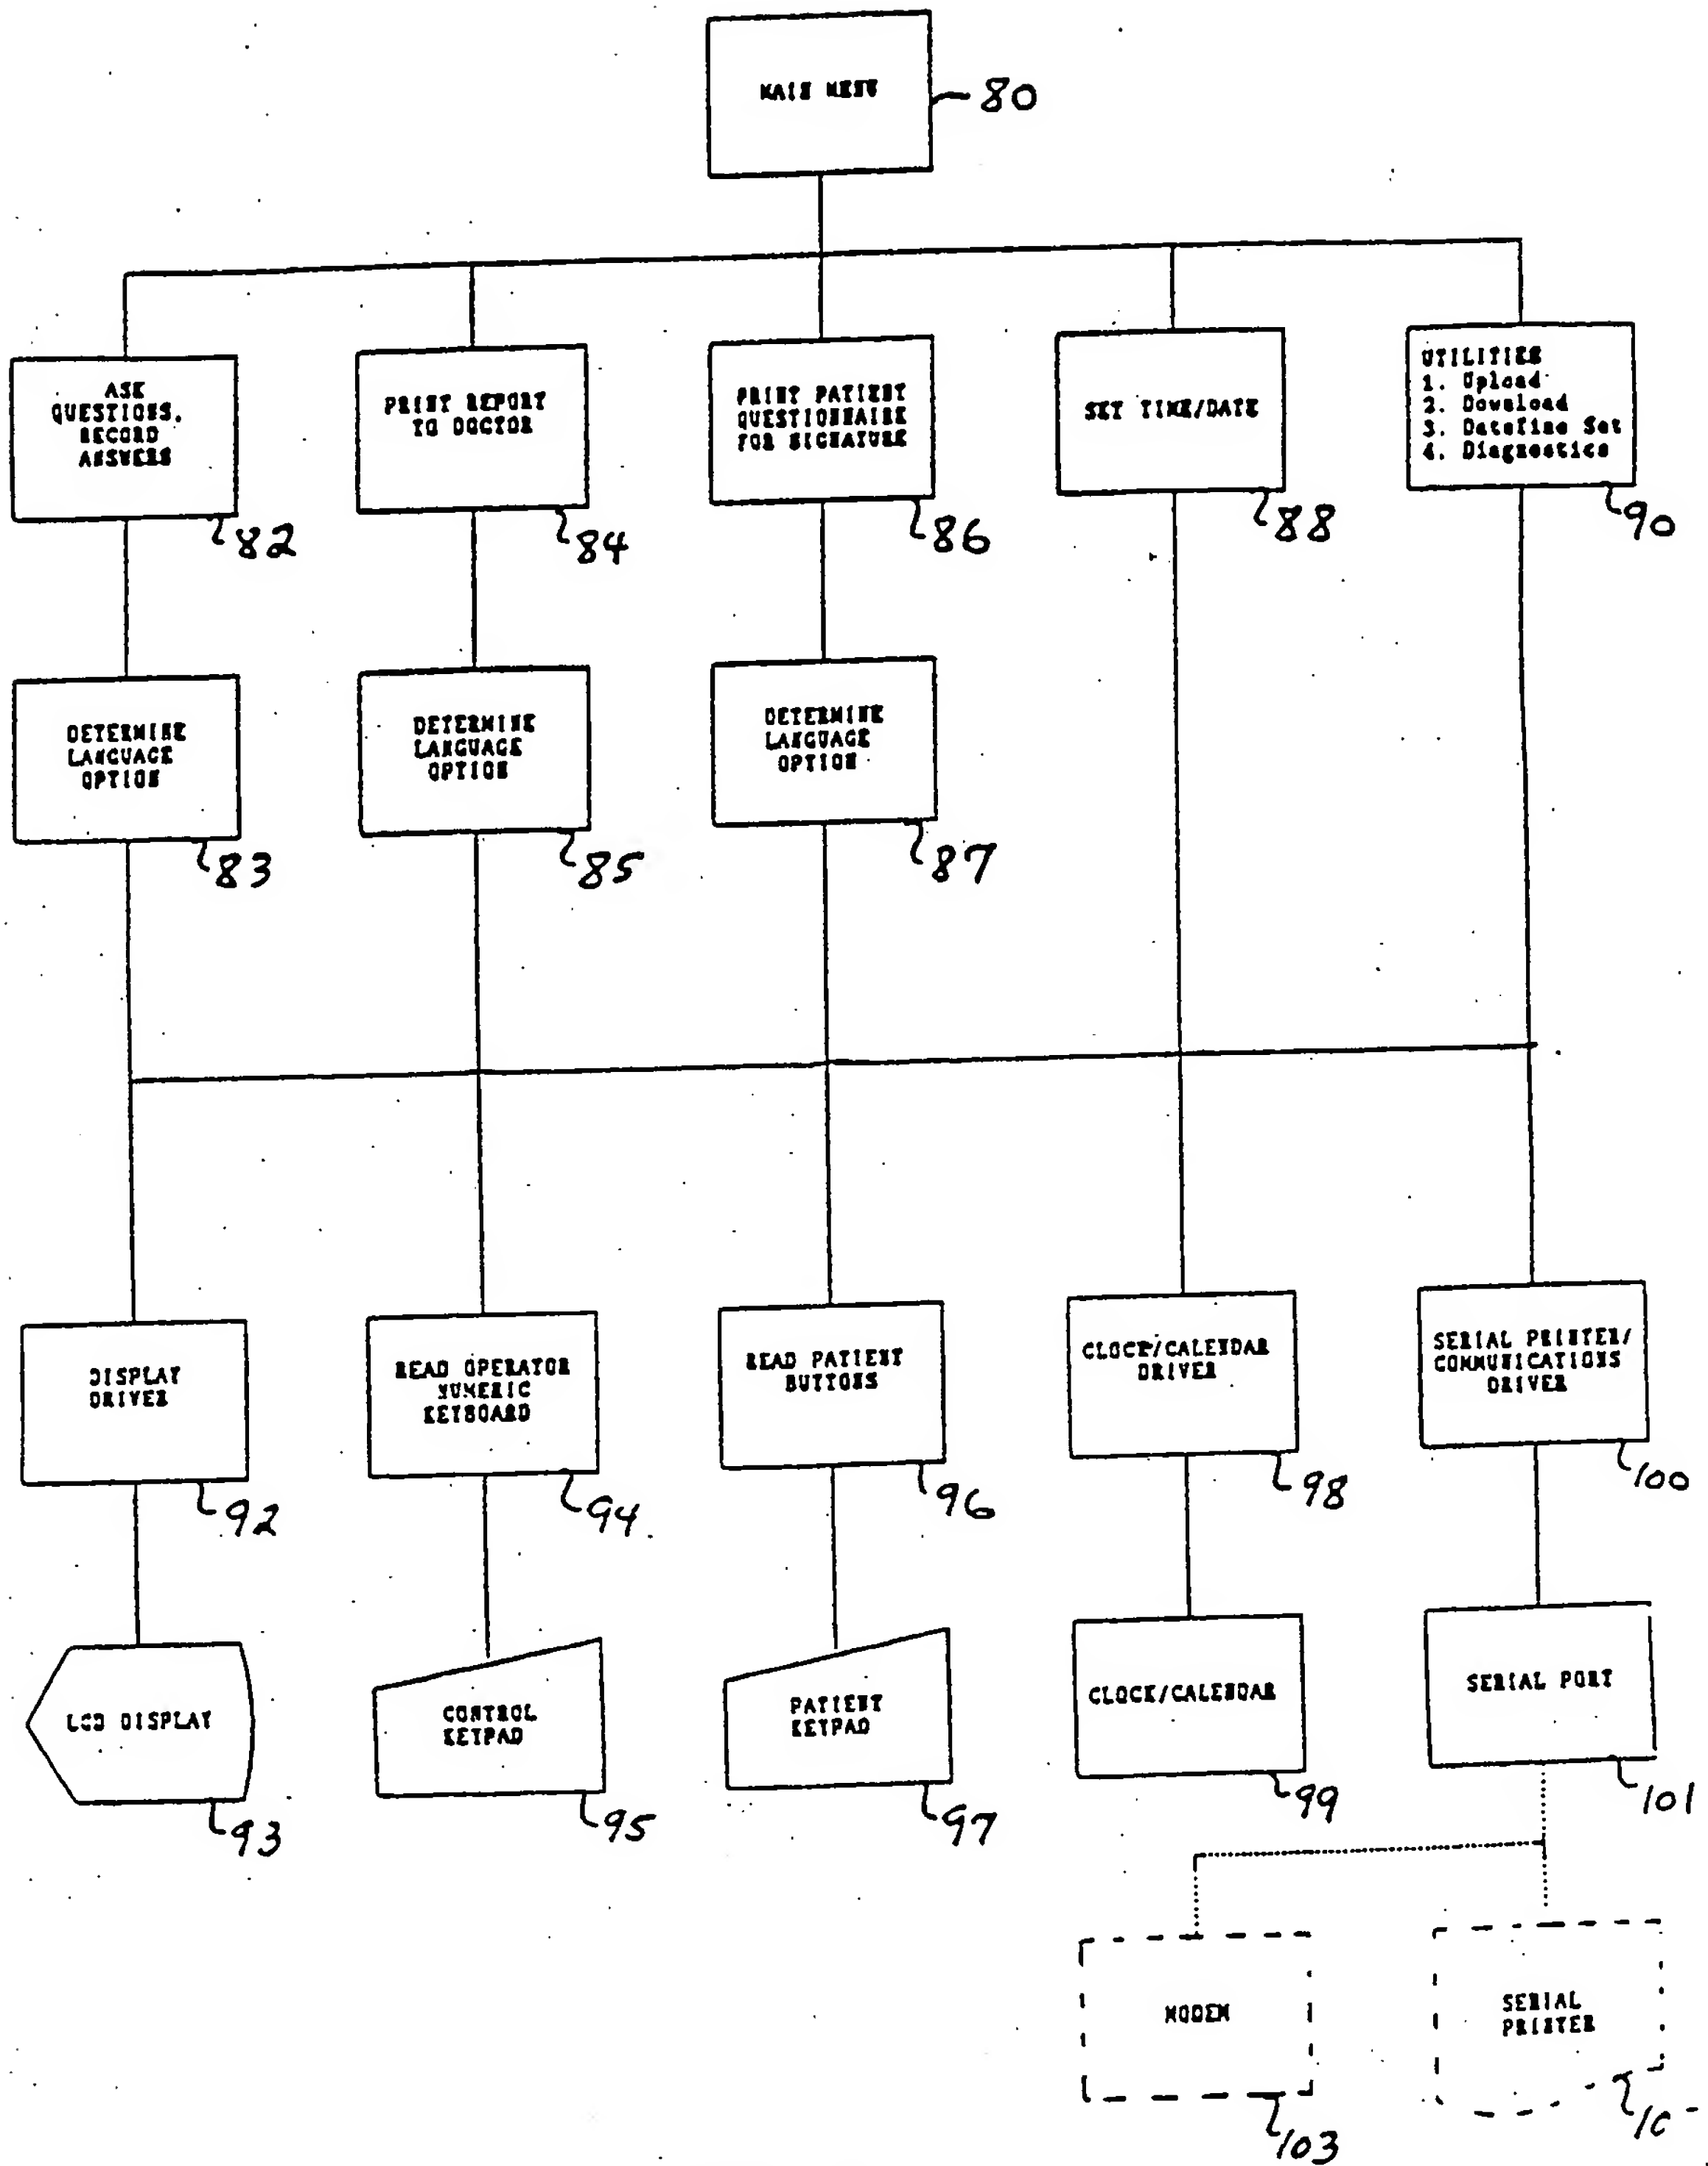 MAIN MENU
80
ASK
QUESTIONS,
RECORD
ANSWERS
82
PRINT REPORT
TO DOCTOR
84
PRINT PATIENT
QUESTIONNAIRE
FOR SIGNATURE
86
SET TIME/DATE
88
UTILITIES
1. Upload
2. Download
3. Set
4. Diagnostics
90
DETERMINE
LANGUAGE
OPTION
83
DETERMINE
LANGUAGE
OPTION
85
DETERMINE
LANGUAGE
OPTION
87
DISPLAY
DRIVER
92
READ OPERATOR
NUMERIC
KEYBOARD
94
READ PATIENT
BUTTONS
96
CLOCK/CALENDAR
DRIVER
98
SERIAL PRINTER/
COMMUNICATIONS
DRIVER
100
LCD DISPLAY
93
CONTROL
KEYPAD
95
PATIENT
KEYPAD
97
CLOCK/CALENDAR
99
SERIAL PORT
101
MODEM
103
SERIAL
PRINTER